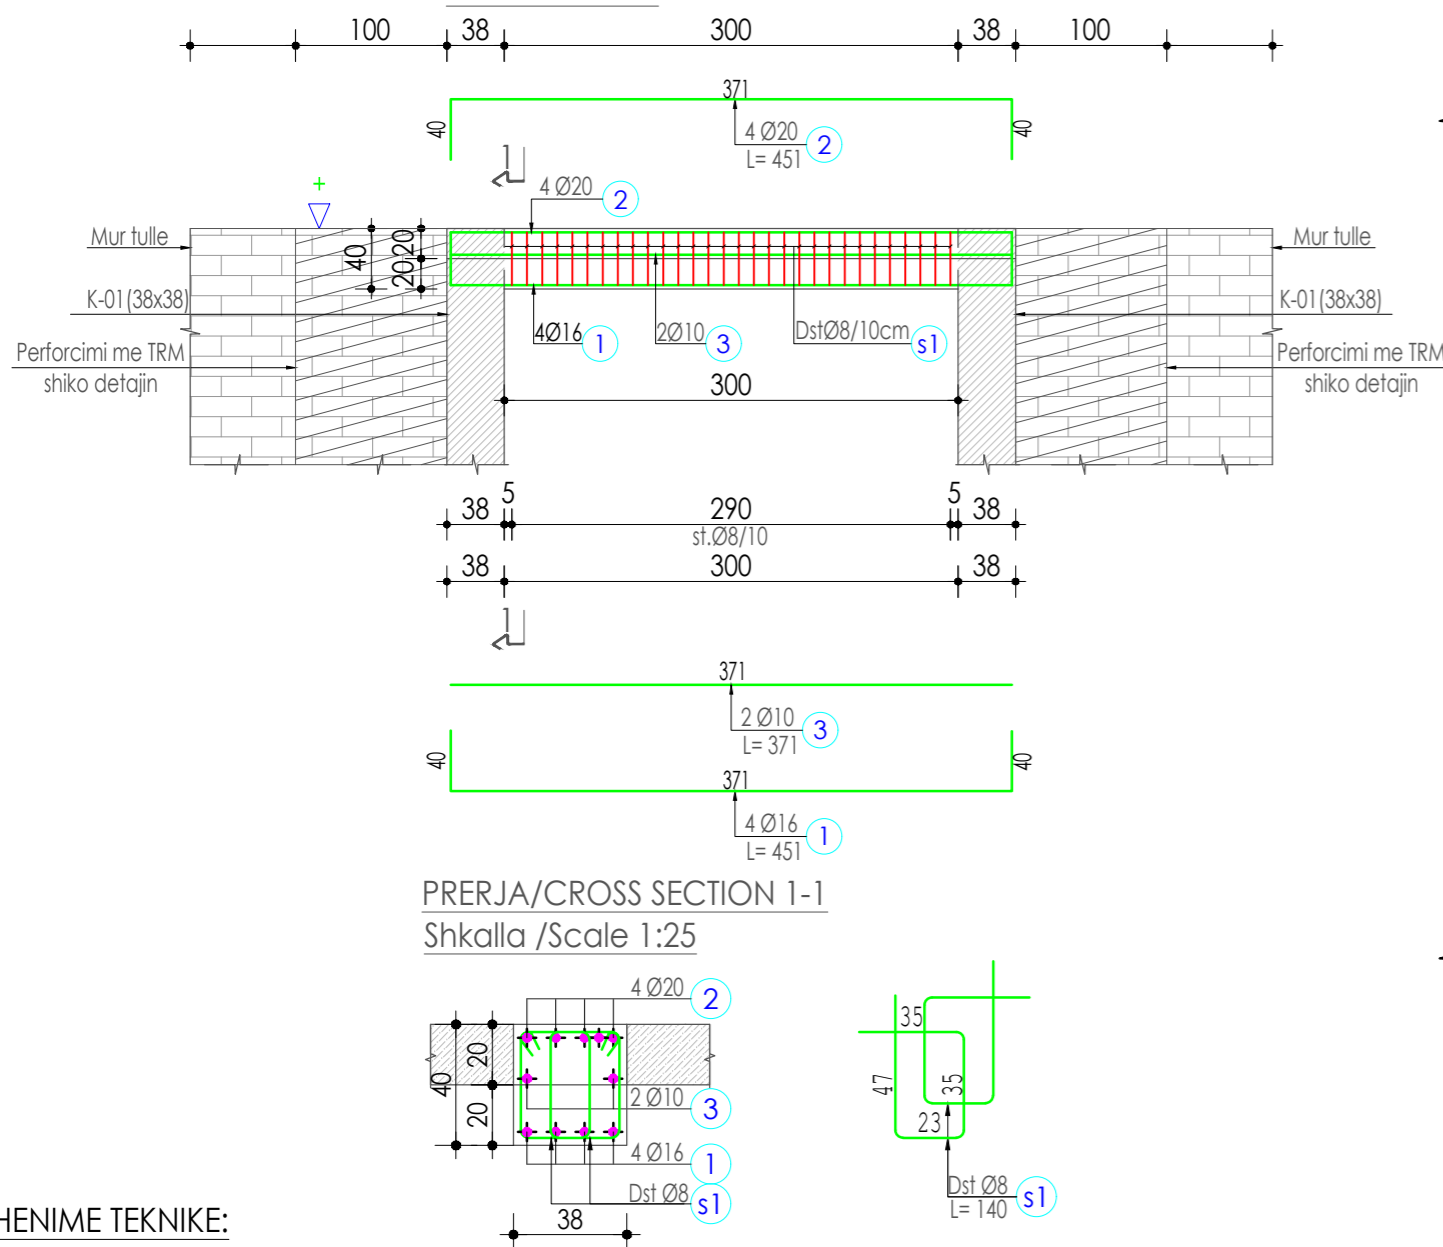 100 38 300 38 100
371
40 40
4 Ø20 2
L= 451
1
4 Ø20 2
+
Mur tulle
Mur tulle
40 20
20
K-01(38x38)
K-01(38x38)
4Ø16 1
2Ø10 3
DstØ8/10cm s1
Perforcimi me TRM
shiko detajin
Perforcimi me TRM
shiko detajin
300
38 5 290 5 38
st.Ø8/10
38 300 38
1
371
2 Ø10 3
L= 371
40 40
371
4 Ø16 1
L= 451
PRERJA/CROSS SECTION 1-1
Shkalla /Scale 1:25
4 Ø20 2
35
40 20
20
47 35
23
2 Ø10 3
4 Ø16 1
Dst Ø8 s1
Dst Ø8 s1
L= 140
38
HENIME TEKNIKE: